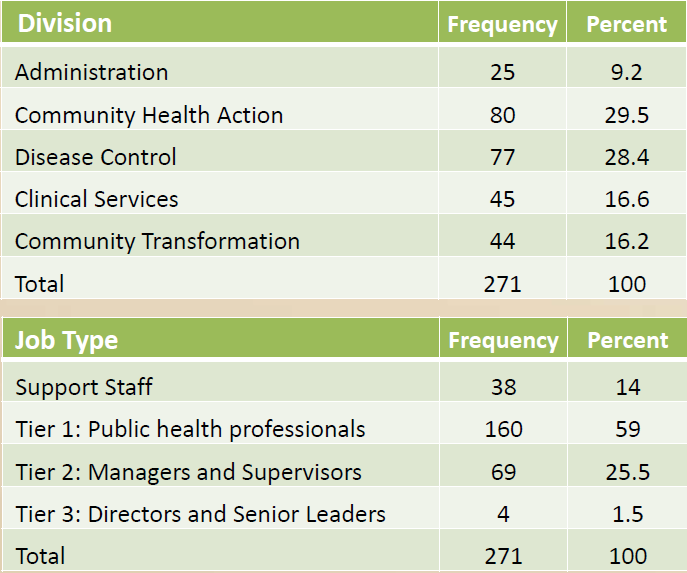 Division Frequency Percent
Administration 25 9.2
Community Health Action 80 29.5
Disease Control 77 28.4
Clinical Services 45 16.6
Community Transformation 44 16.2
Total 271 100
Job Type Frequency Percent
Support Staff 38 14
Tier 1: Public health professionals 160 59
Tier 2: Managers and Supervisors 69 25.5
Tier 3: Directors and Senior Leaders 4 1.5
Total 271 100